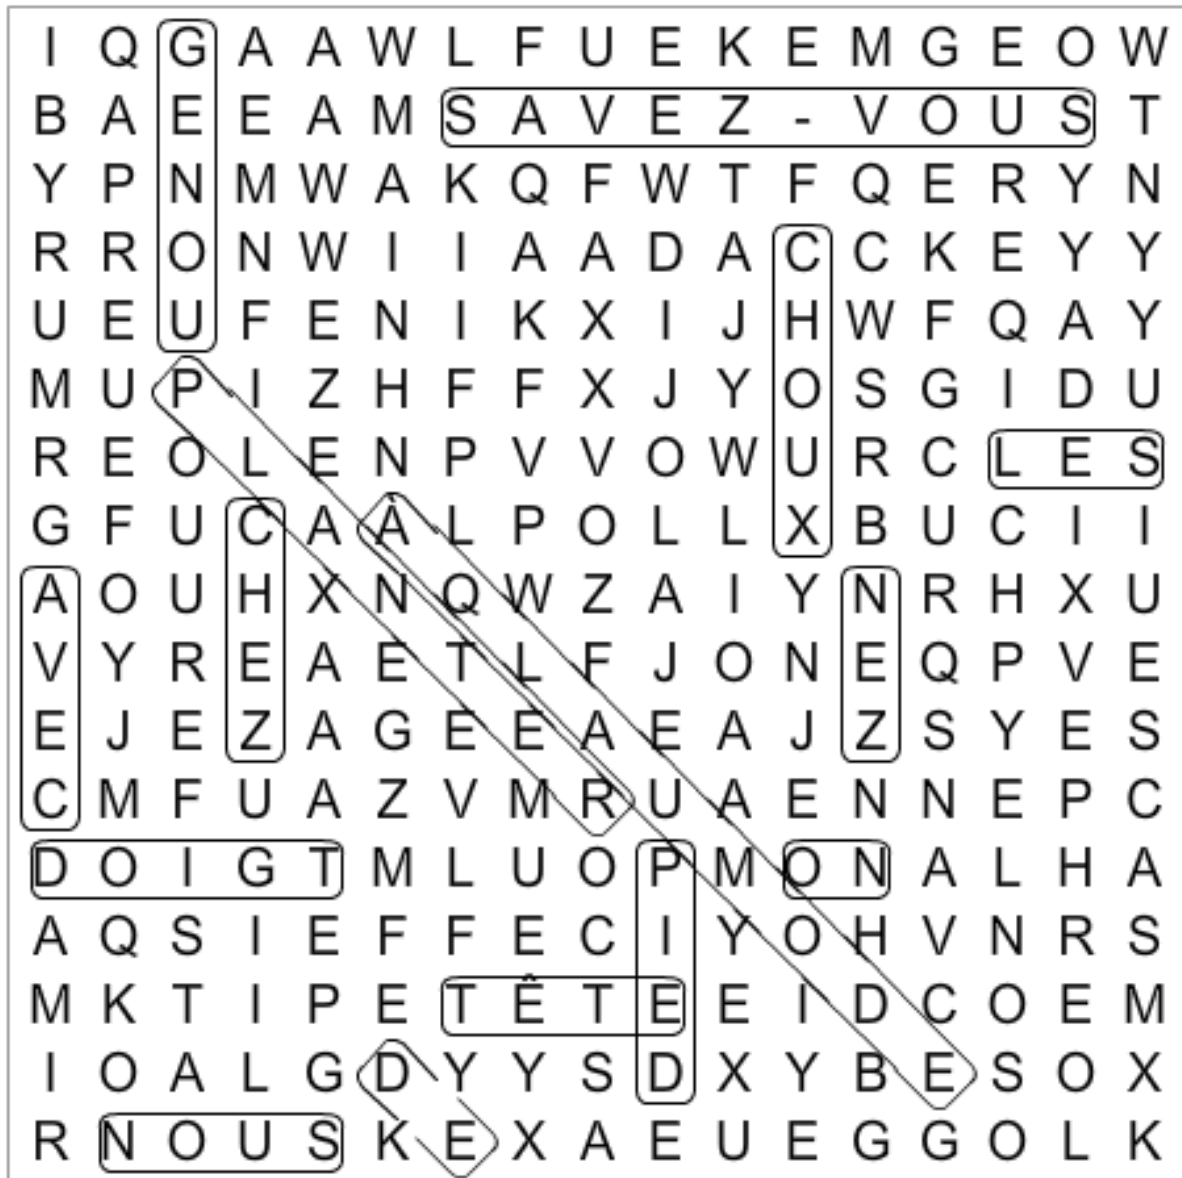 I Q G A A W L F U E K E M G E O W
B A E E A M S A V E Z - V O U S T
Y P N M W A K Q F W T F Q E R Y N
R R O N W I I A A D A C C K E Y Y
U E U F E N I K X I J H W F Q A Y
M U P I Z H F F X J Y O S G I D U
R E O L E N P V V O W U R C L E S
G F U C A À L P O L L X B U C I I
A O U H X N Q W Z A I Y N R H X U
V Y R E A E T L F J O N E Q P V E
E J E Z A G E E A E A J Z S Y E S
C M F U A Z V M R U A E N N E P C
D O I G T M L U O P M O N A L H A
A Q S I E F F E C I Y O H V N R S
M K T I P E T Ê T E E I D C O E M
I O A L G D Y Y S D X Y B E S O X
R N O U S K E X A E U E G G O L K